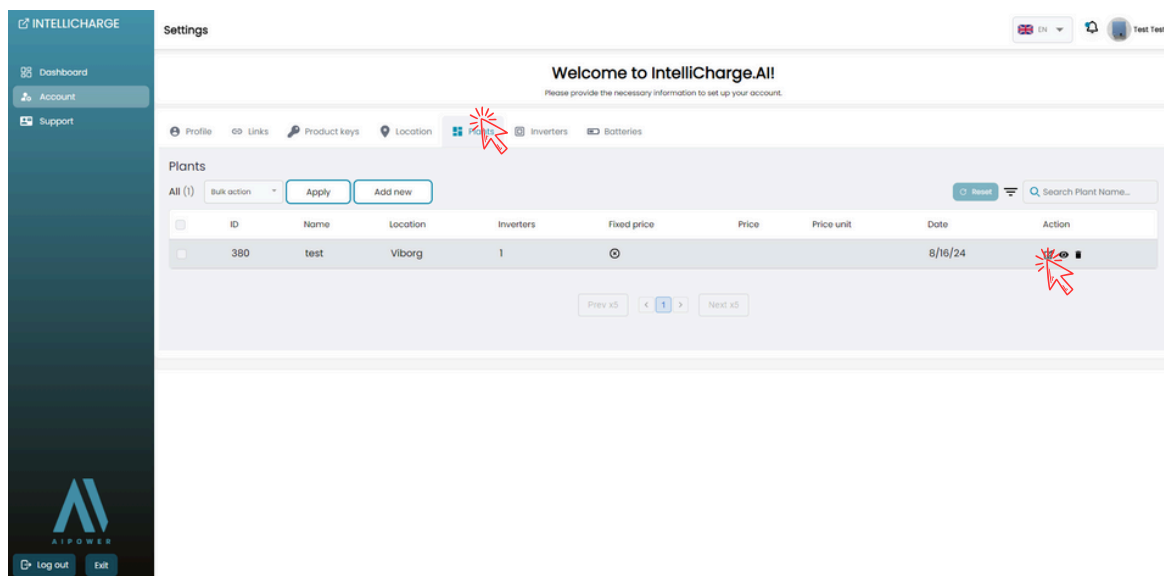 INTELLICHARGE
Dashboard
Account
Support
Settings
EN
Test Test
Welcome to IntelliCharge.AI!
Please provide the necessary information to set up your account.
Profile Links Product keys Location Plants Inverters Batteries
Plants
All (1) Bulk action Apply Add new Reset Search Plant Name...
ID Name Location Inverters Fixed price Price Price unit Date Action
380 test Viborg 1 8/16/24
Prev x5 < 1 > Next x5
AIPOWER
Log out Exit